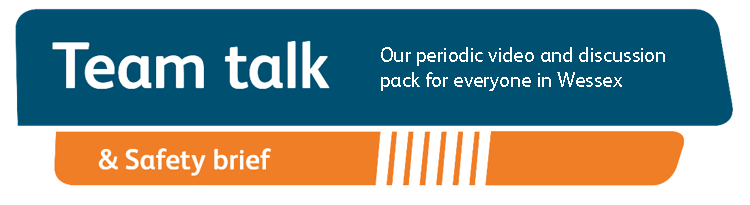 Team talk
Our periodic video and discussion
pack for everyone in Wessex
& Safety brief